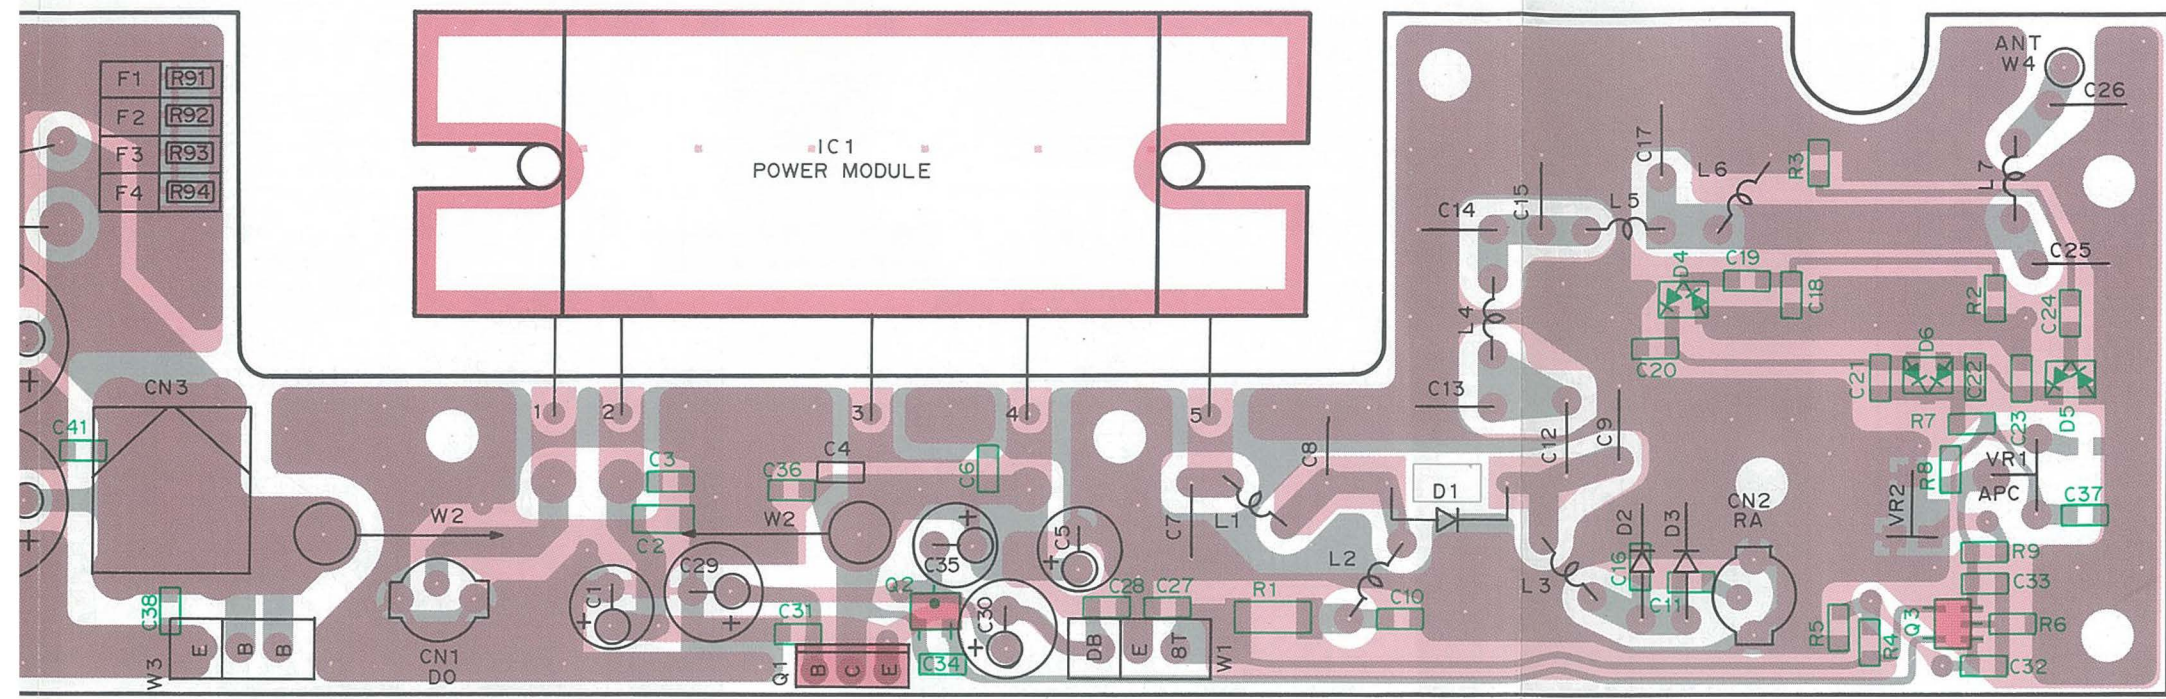 F1 R91
F2 R92
F3 R93
F4 R94
IC1
POWER MODULE
ANT
W4
C26
C17
L6
R3
L7
C14
C15
L5
C25
D4
C19
C18
R2
C24
L4
C20
C21
D6
C22
C23
D5
C13
CN3
C41
1
2
3
4
5
C3
C36
C4
C6
C8
C12
C9
R7
R8
VR1
APC
C37
VR2
W2
C2
W2
C7
L1
D1
D2
D3
CN2
RA
C35
C5
L2
L3
C16
C11
R9
C33
C29
Q2
C1
C31
C30
C28
C27
R1
C10
R5
R4
Q3
R6
C32
C38
W3
E
B
B
CN1
DO
Q1
B
C
E
C34
DB
E
8T
W1
+
+
+
+
+
+
+